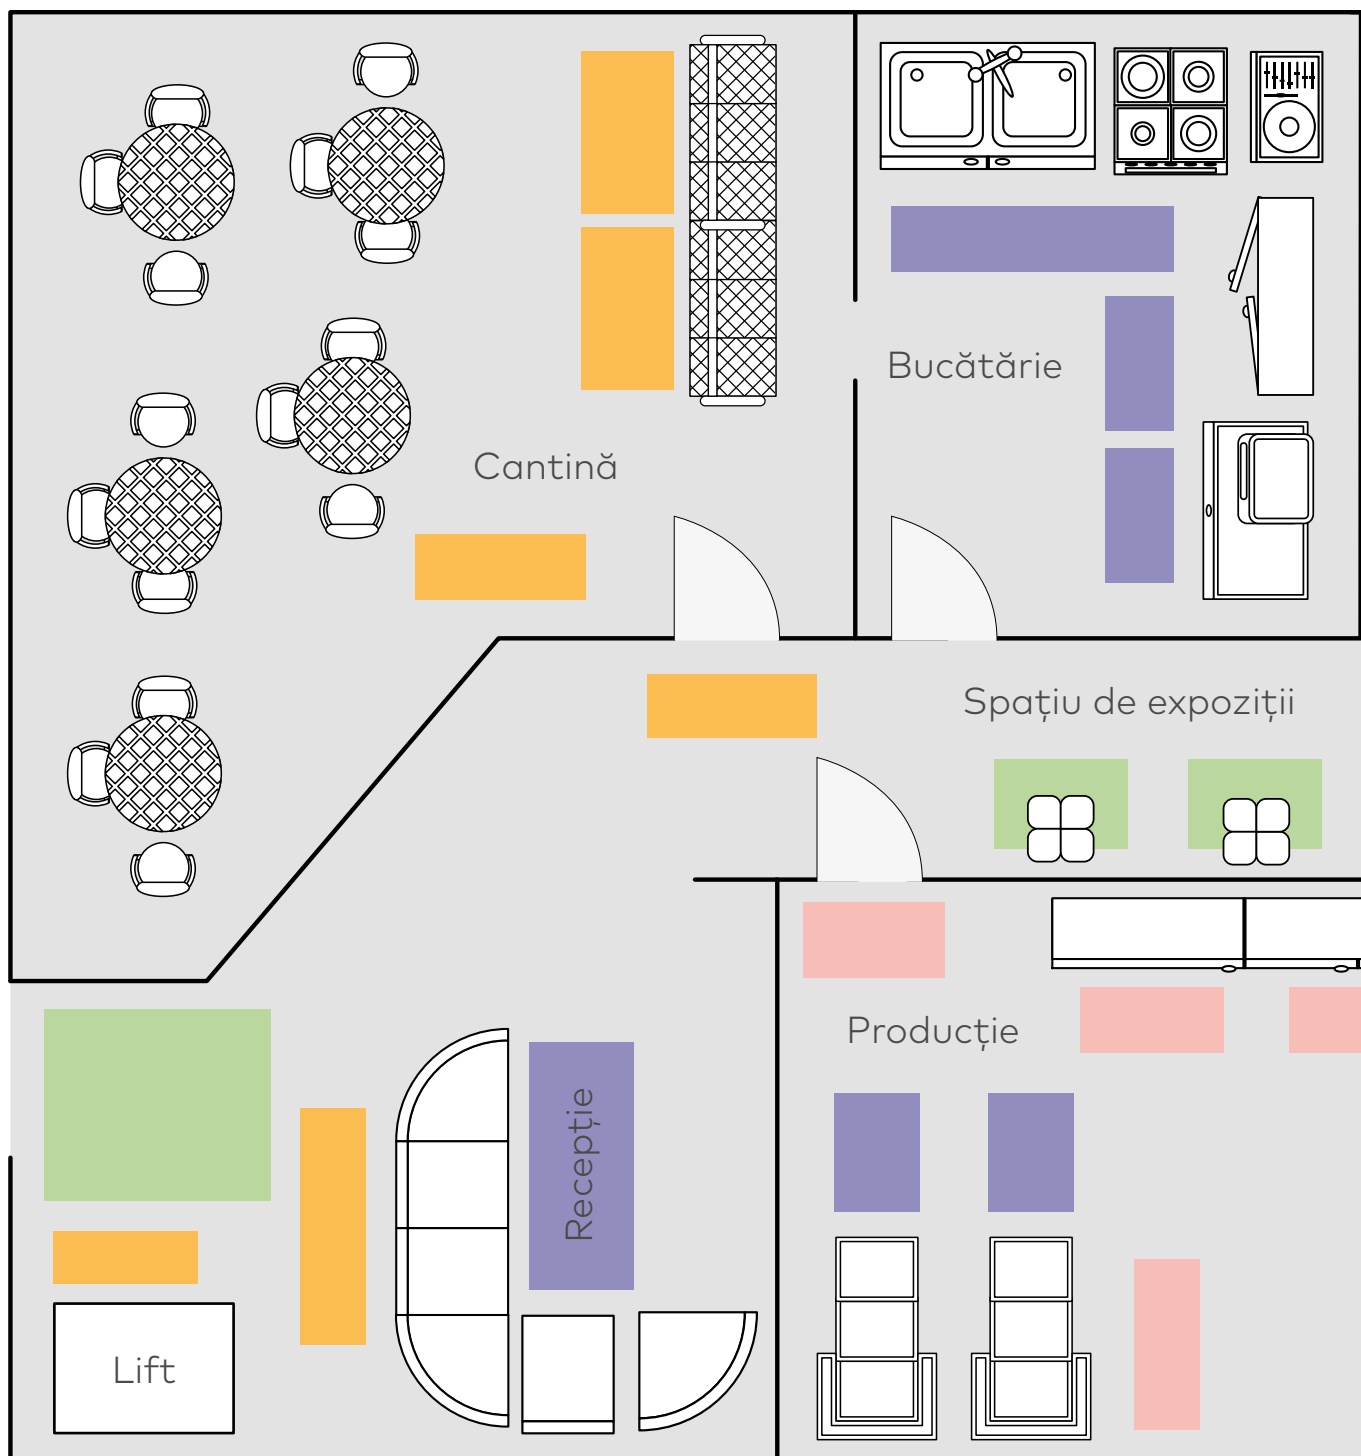 Bucătărie
Cantină
Spațiu de expoziții
Producție
Recepție
Lift